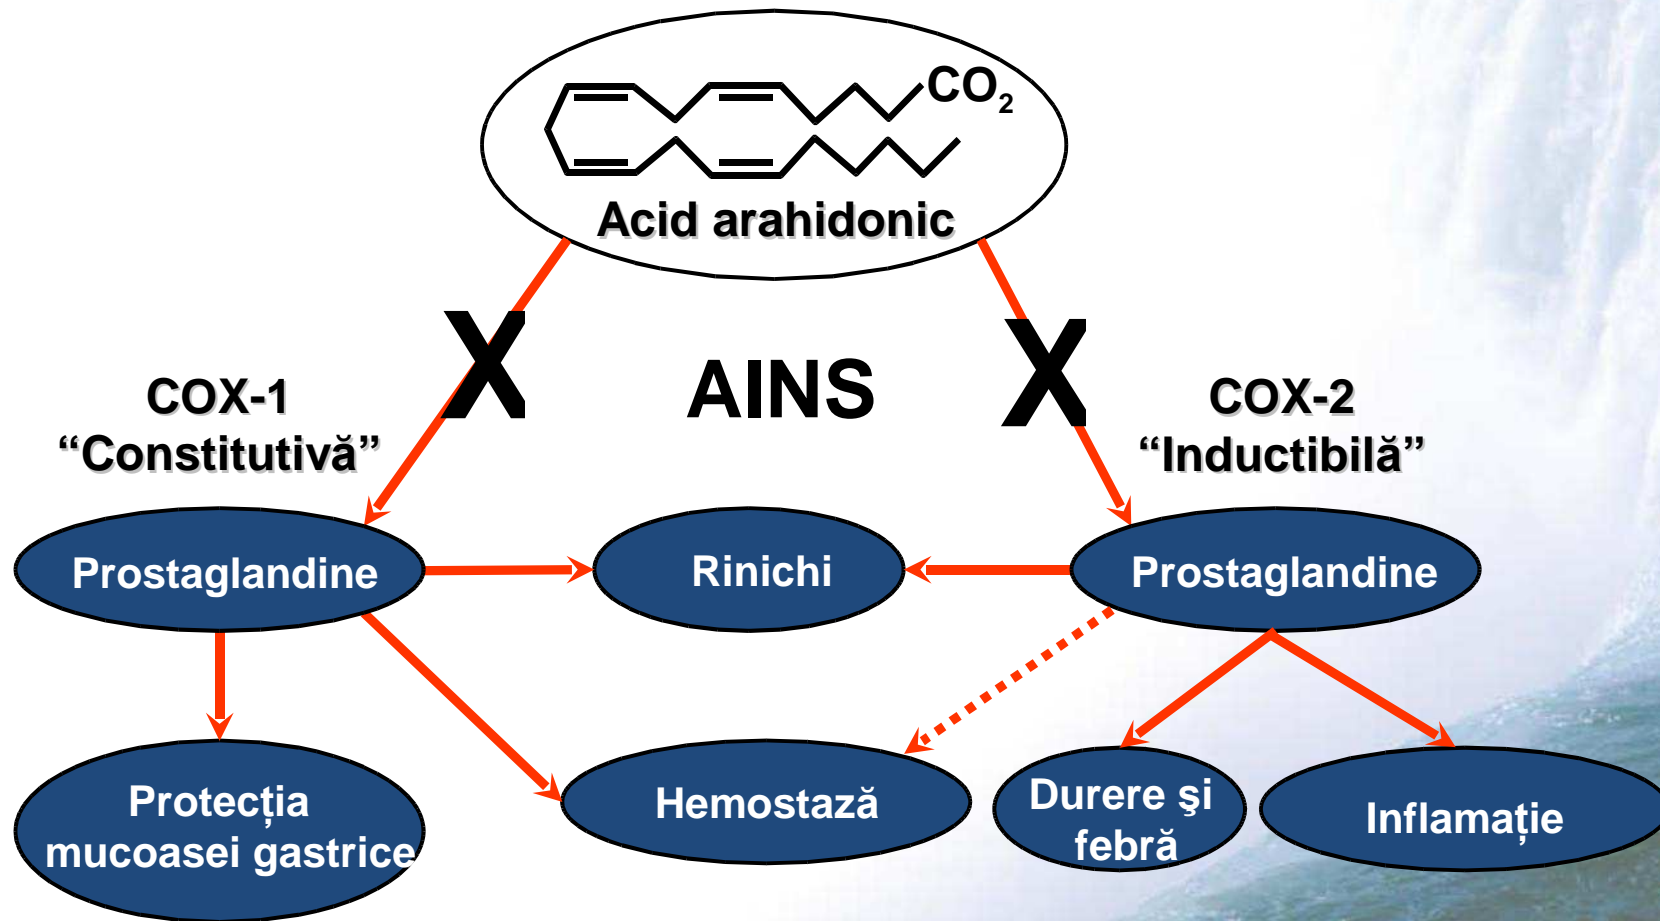 CO₂
Acid arahidonic
AINS
COX-1
“Constitutivă”
COX-2
“Inductibilă”
X
X
Prostaglandine
Rinichi
Prostaglandine
Protecția
mucoasei gastrice
Hemostază
Durere şi
febră
Inflamație